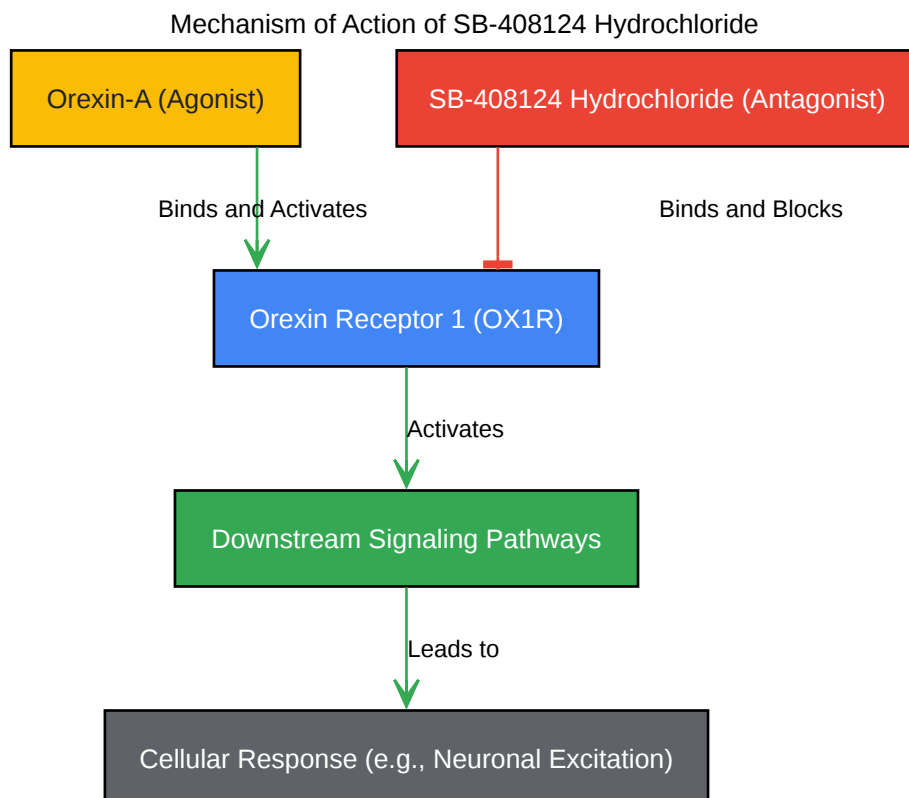 Mechanism of Action of SB-408124 Hydrochloride
Orexin-A (Agonist)
SB-408124 Hydrochloride (Antagonist)
Binds and Activates
Binds and Blocks
Orexin Receptor 1 (OX1R)
Activates
Downstream Signaling Pathways
Leads to
Cellular Response (e.g., Neuronal Excitation)